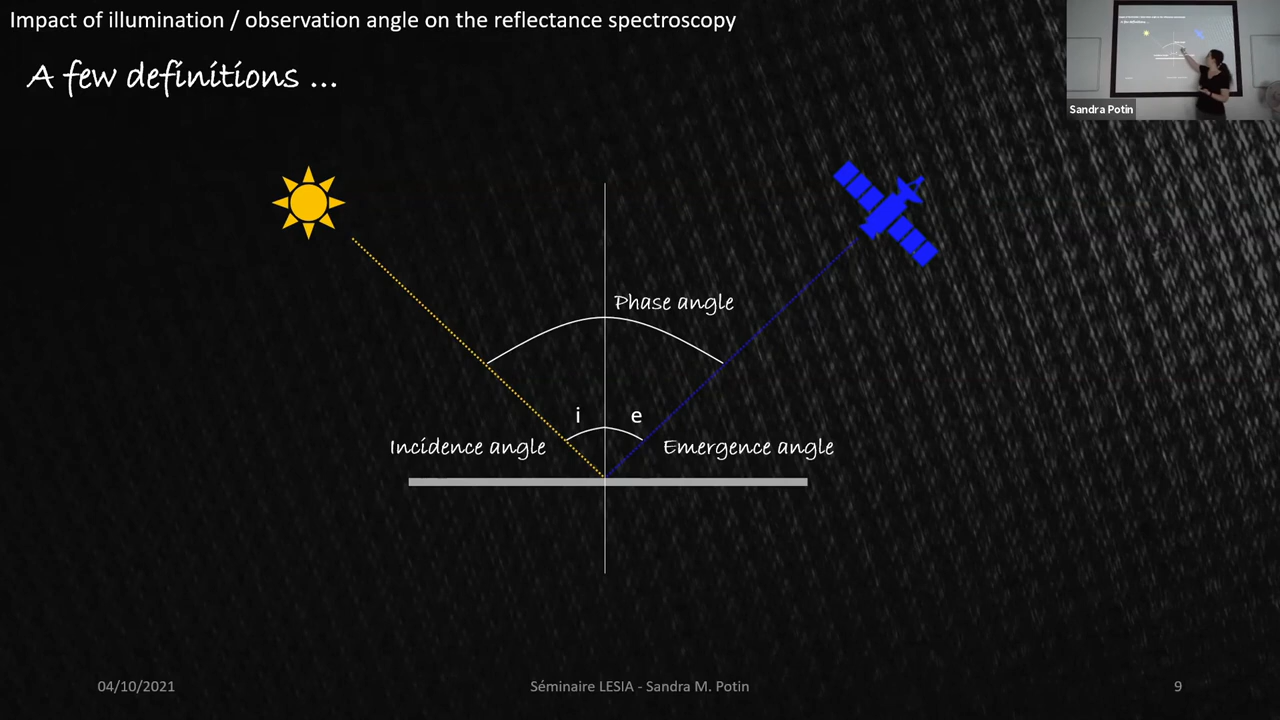 Impact of illumination / observation angle on the reflectance spectroscopy
A few definitions ...
Sandra Potin
Phase angle
i
e
Incidence angle
Emergence angle
04/10/2021
Séminaire LESIA - Sandra M. Potin
9